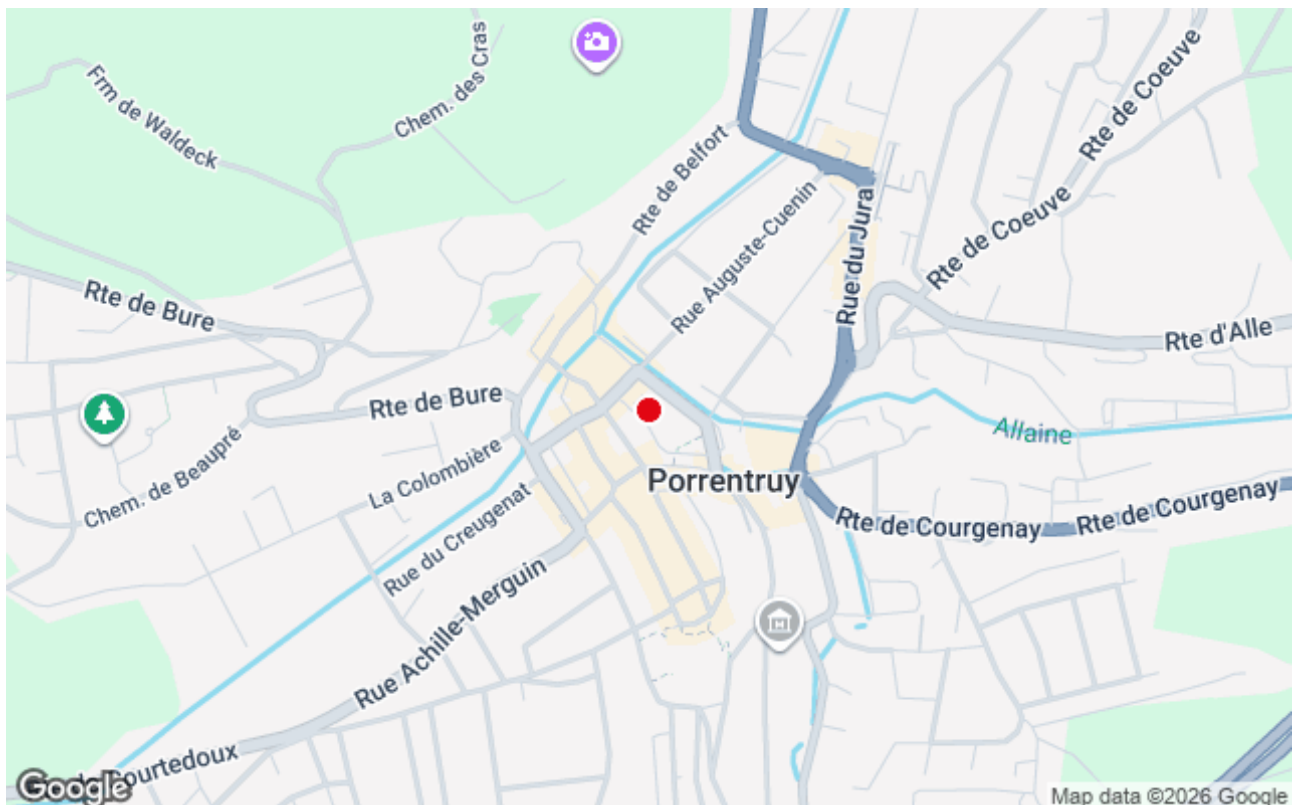 Frm de Waldeck
Chem. des Cras
Rte de Belfort
Rue Auguste-Cuenin
Rte de Coeuve
Rte de Coeuve
Rue du Jura
Rte de Bure
Rte d'Alle
Rte de Bure
Allaine
Chem. de Beaupré
La Colombière
Porrentruy
Rue du Creugenat
Rte de Courgenay
Rte de Courgenay
Rue Achille-Merguin
Courtedoux
Google
Map data ©2026 Google